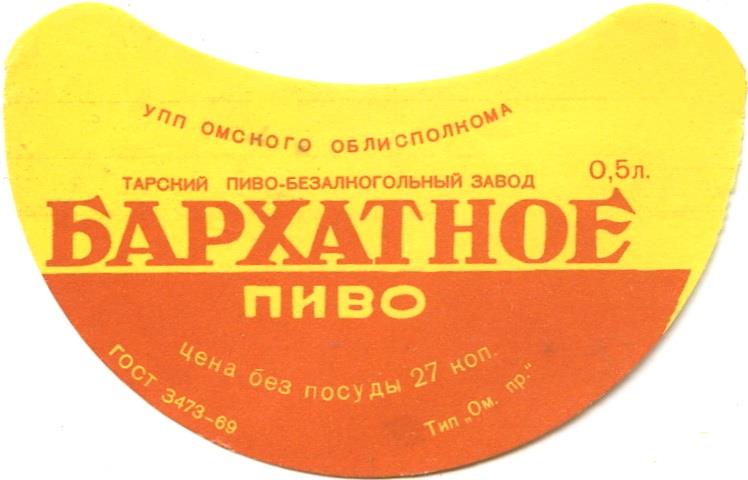 УПП ОМСКОГО ОБЛИСПОЛКОМА
ТАРСКИЙ ПИВО-БЕЗАЛКОГОЛЬНЫЙ ЗАВОД
0,5л.
БАРХАТНОЕ
ПИВО
цена без посуды 27 коп.
ГОСТ 3473-69
Тип „Ом. пр.“